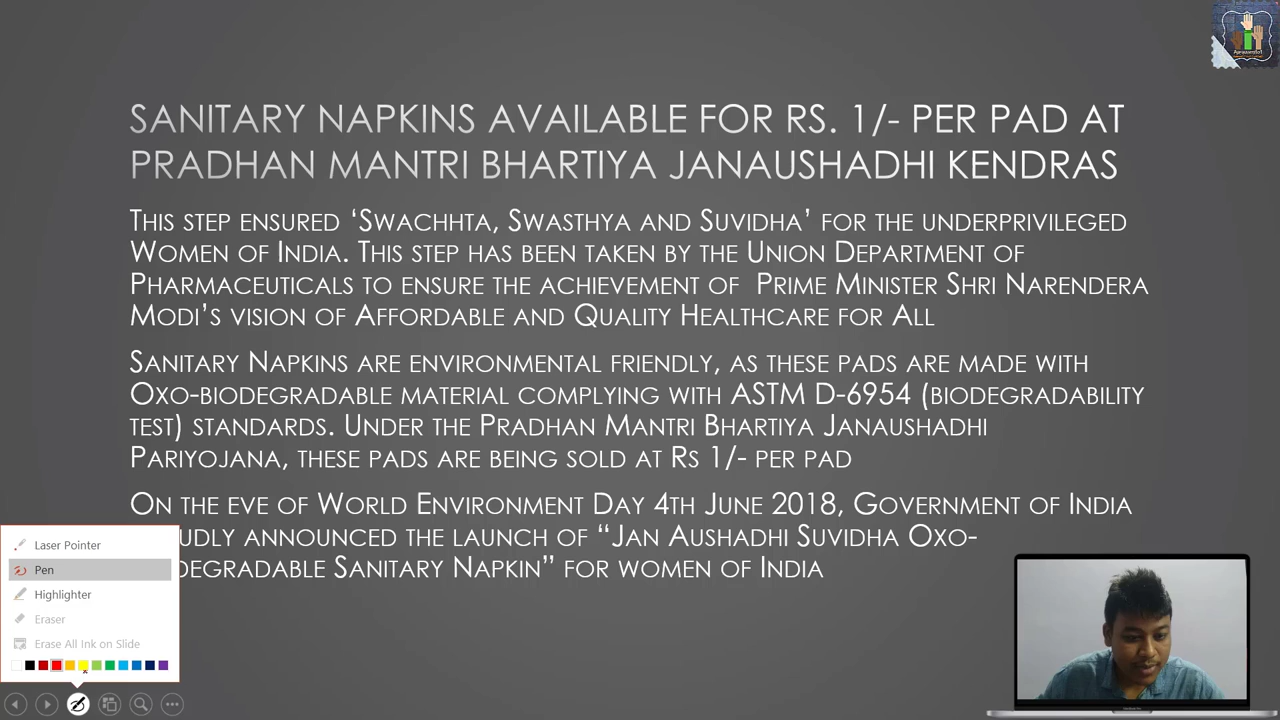 SANITARY NAPKINS AVAILABLE FOR RS. 1/- PER PAD AT
PRADHAN MANTRI BHARTIYA JANAUSHADHI KENDRAS
This step ensured ‘Swachhta, Swasthya and Suvidha’ for the underprivileged
Women of India. This step has been taken by the Union Department of
Pharmaceuticals to ensure the achievement of Prime Minister Shri Narendera
Modi’s vision of Affordable and Quality Healthcare for All
Sanitary Napkins are environmental friendly, as these pads are made with
Oxo-biodegradable material complying with ASTM D-6954 (biodegradability
test) standards. Under the Pradhan Mantri Bhartiya Janaushadhi
Pariyojana, these pads are being sold at Rs 1/- per pad
On the eve of World Environment Day 4th June 2018, Government of India
udly announced the launch of “Jan Aushadhi Suvidha Oxo-
degradable Sanitary Napkin” for women of India
Laser Pointer
Pen
Highlighter
Eraser
Erase All Ink on Slide